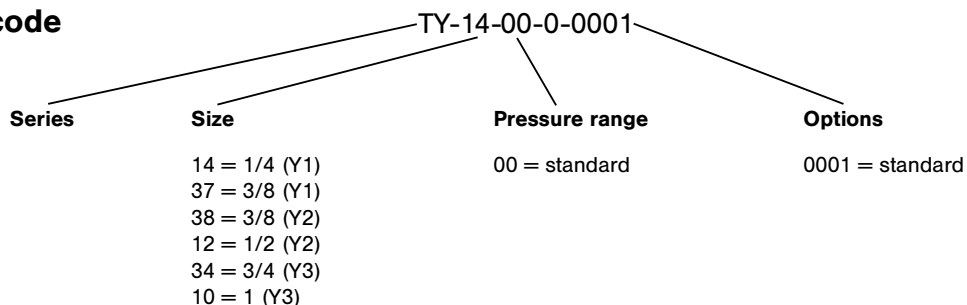 TY-14-00-0-0001
Series Size Pressure range Options
14 = 1/4 (Y1) 00 = standard 0001 = standard
37 = 3/8 (Y1)
38 = 3/8 (Y2)
12 = 1/2 (Y2)
34 = 3/4 (Y3)
10 = 1 (Y3)